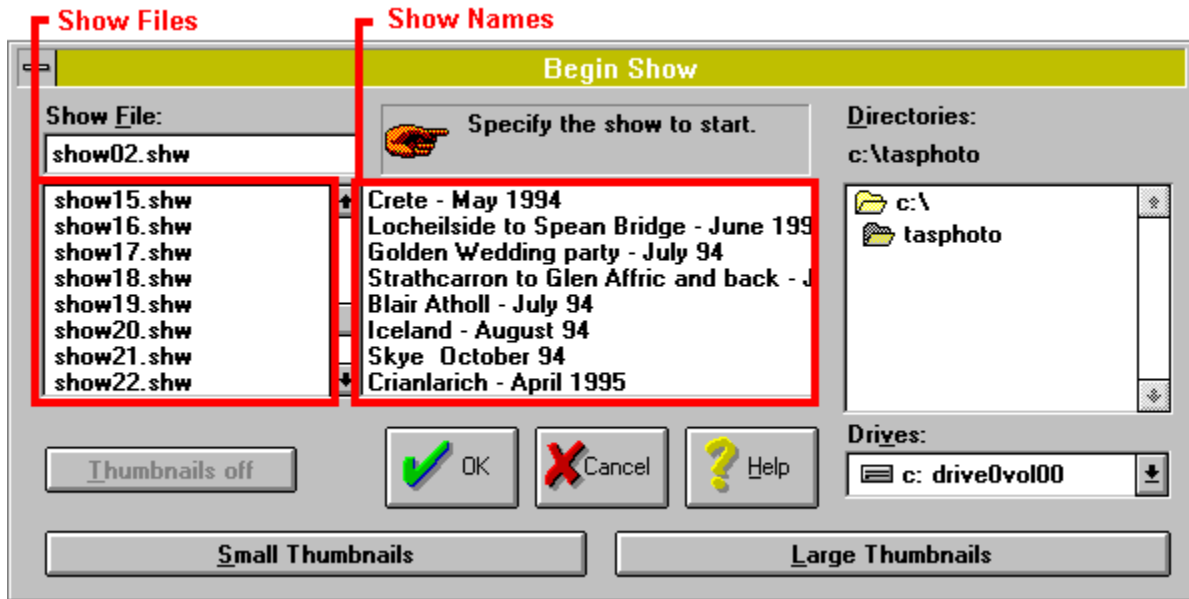 Show Files
Show Names
Begin Show
Show File:
show02.shw
Specify the show to start.
Directories:
c:\tasphoto
show15.shw
show16.shw
show17.shw
show18.shw
show19.shw
show20.shw
show21.shw
show22.shw
Crete - May 1994
Locheilside to Spean Bridge - June 199
Golden Wedding party - July 94
Strathcarron to Glen Affric and back - J
Blair Atholl - July 94
Iceland - August 94
Skye  October 94
Crianlarich - April 1995
c:\
tasphoto
Thumbnails off
OK
Cancel
Help
Drives:
c: drive0vol00
Small Thumbnails
Large Thumbnails